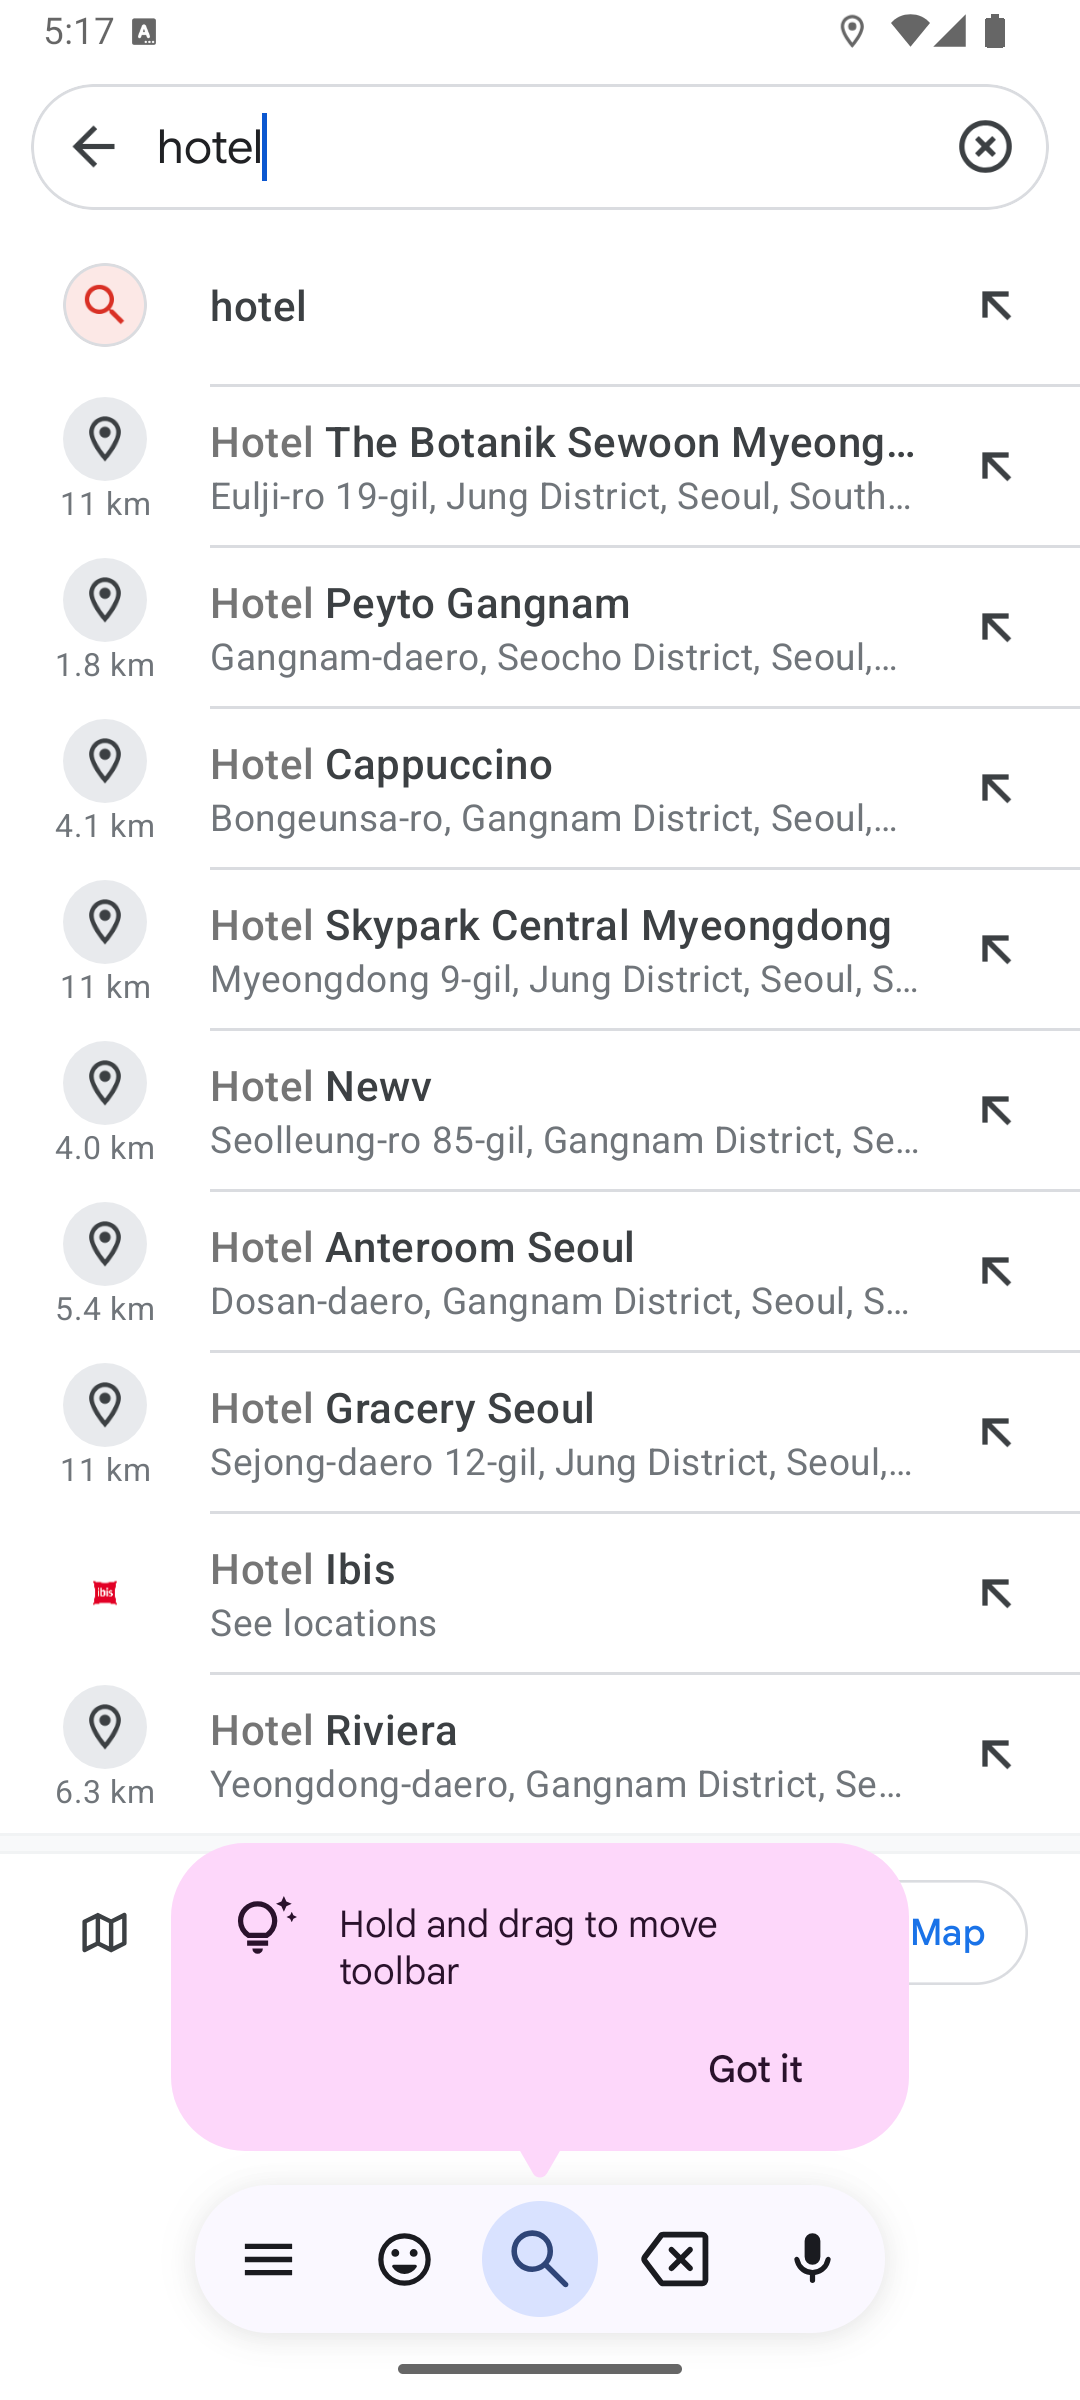 5:17
hotel
hotel
Hotel The Botanik Sewoon Myeong...
11 km
Eulji-ro 19-gil, Jung District, Seoul, South...
Hotel Peyto Gangnam
1.8 km
Gangnam-daero, Seocho District, Seoul,...
Hotel Cappuccino
4.1 km
Bongeunsa-ro, Gangnam District, Seoul,...
Hotel Skypark Central Myeongdong
11 km
Myeongdong 9-gil, Jung District, Seoul, S...
Hotel Newv
4.0 km
Seolleung-ro 85-gil, Gangnam District, Se...
Hotel Anteroom Seoul
5.4 km
Dosan-daero, Gangnam District, Seoul, S...
Hotel Gracery Seoul
11 km
Sejong-daero 12-gil, Jung District, Seoul,...
Hotel Ibis
ibis
See locations
Hotel Riviera
6.3 km
Yeongdong-daero, Gangnam District, Se...
Hold and drag to move
toolbar
Map
Got it